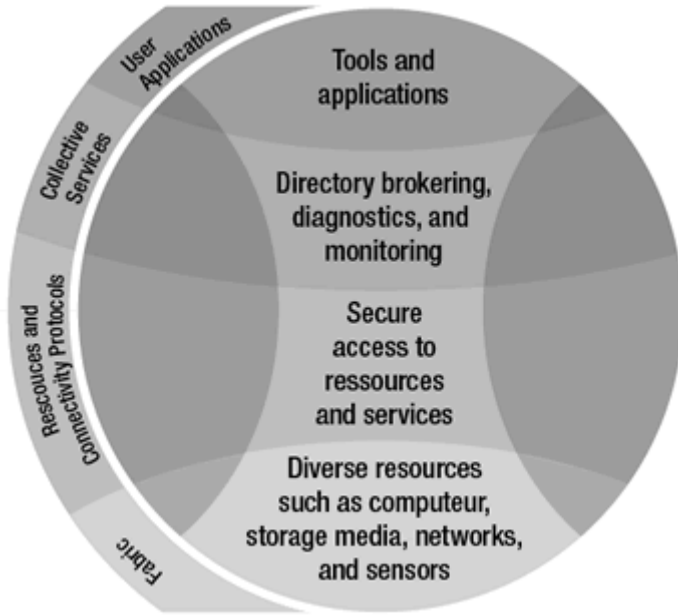 User
Applications
Tools and
applications
Collective
Services
Directory brokering,
diagnostics, and
monitoring
Rescouces and
Connectivity Protocols
Secure
access to
ressources
and services
Fabric
Diverse resources
such as computeur,
storage media, networks,
and sensors